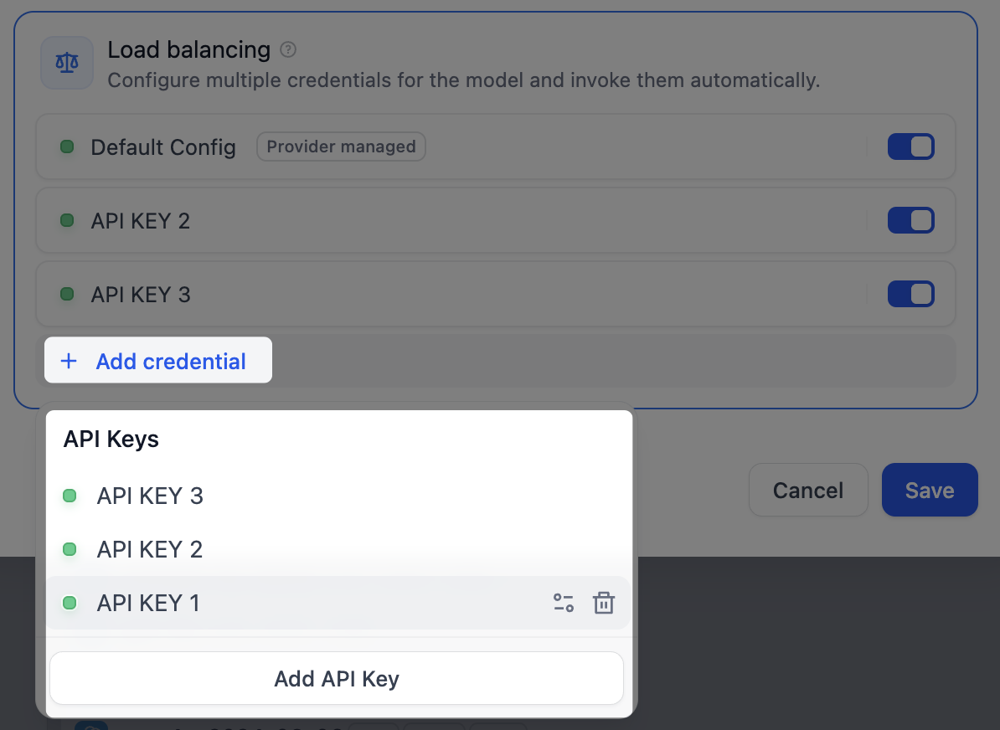 Load balancing
Configure multiple credentials for the model and invoke them automatically.
Default Config Provider managed
API KEY 2
API KEY 3
+ Add credential
API Keys
API KEY 3
API KEY 2
API KEY 1
Cancel
Save
Add API Key